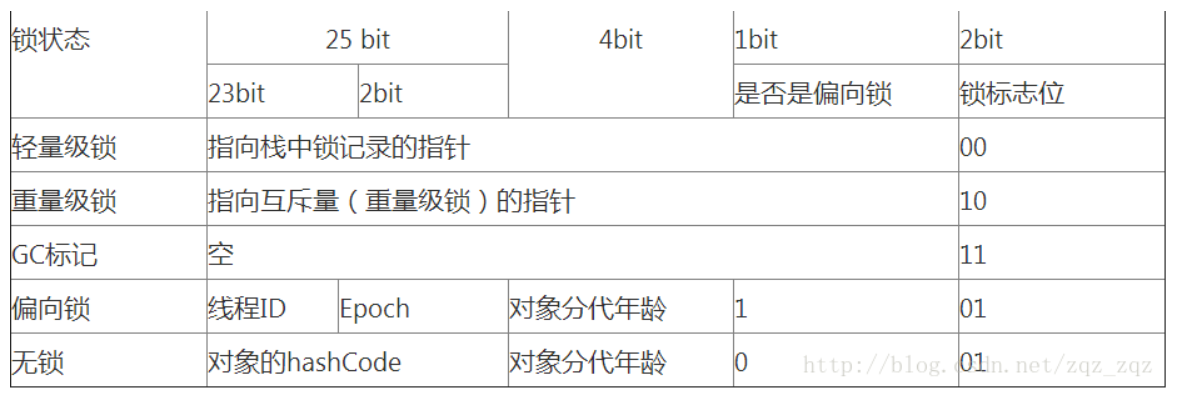 锁状态 25 bit 4bit 1bit 2bit
23bit 2bit 是否是偏向锁 锁标志位
轻量级锁 指向栈中锁记录的指针 00
重量级锁 指向互斥量（重量级锁）的指针 10
GC标记 空 11
偏向锁 线程ID Epoch 对象分代年龄 1 01
无锁 对象的hashCode 对象分代年龄 0 01
http://blog.csdn.net/zqz_zqz